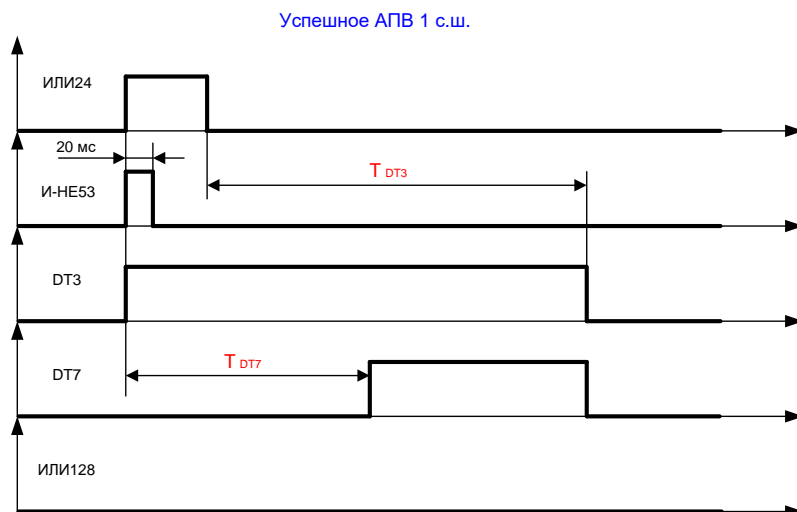 Успешное АПВ 1 с.ш.
ИЛИ24
20 мс
T DT3
И-НЕ53
DT3
T DT7
DT7
ИЛИ128